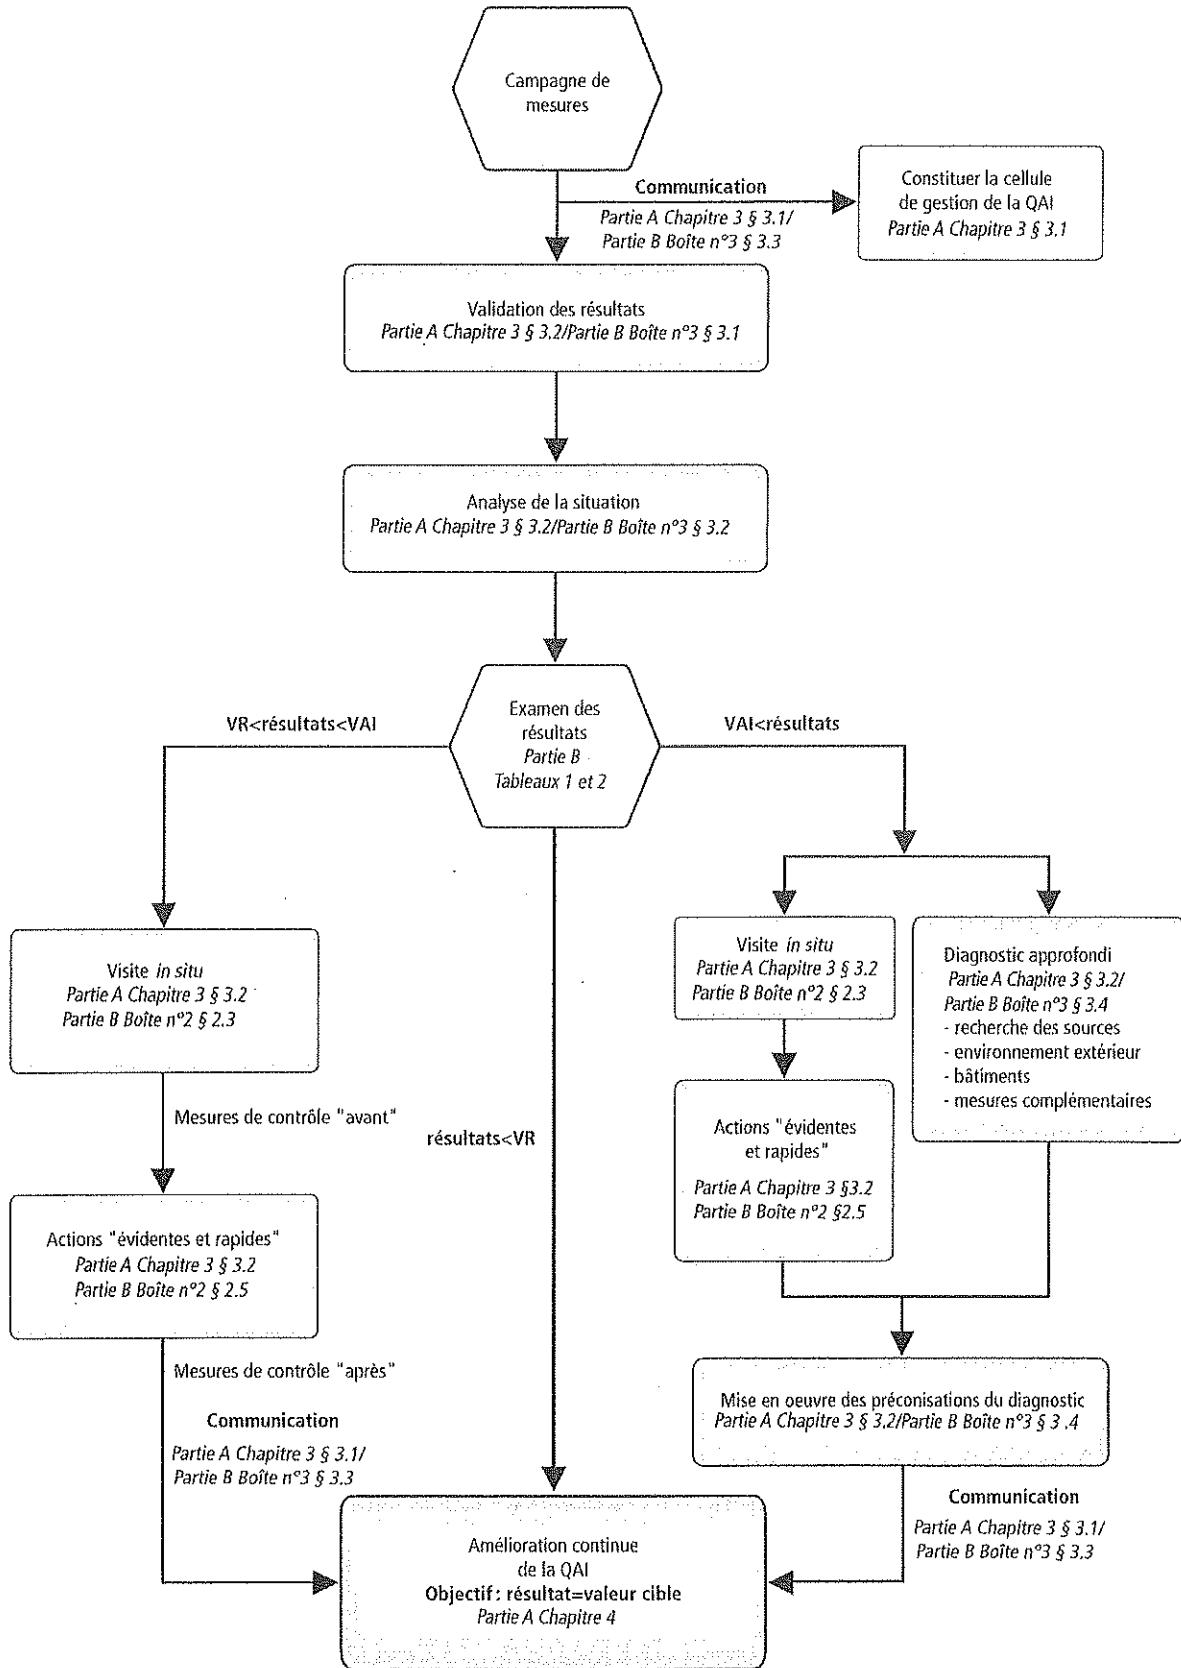 Campagne de
mesures
Communication
Partie A Chapitre 3 § 3.1/
Partie B Boîte n°3 § 3.3
Constituer la cellule
de gestion de la QAI
Partie A Chapitre 3 § 3.1
Validation des résultats
Partie A Chapitre 3 § 3.2/Partie B Boîte n°3 § 3.1
Analyse de la situation
Partie A Chapitre 3 § 3.2/Partie B Boîte n°3 § 3.2
Examen des
résultats
Partie B
Tableaux 1 et 2
VR<résultats<VAI
VAI<résultats
résultats<VR
Visite in situ
Partie A Chapitre 3 § 3.2
Partie B Boîte n°2 § 2.3
Mesures de contrôle "avant"
Actions "évidentes et rapides"
Partie A Chapitre 3 § 3.2
Partie B Boîte n°2 § 2.5
Mesures de contrôle "après"
Communication
Partie A Chapitre 3 § 3.1/
Partie B Boîte n°3 § 3.3
Visite in situ
Partie A Chapitre 3 § 3.2
Partie B Boîte n°2 § 2.3
Actions "évidentes
et rapides"
Partie A Chapitre 3 §3.2
Partie B Boîte n°2 §2.5
Diagnostic approfondi
Partie A Chapitre 3 § 3.2/
Partie B Boîte n°3 § 3.4
- recherche des sources
- environnement extérieur
- bâtiments
- mesures complémentaires
Mise en oeuvre des préconisations du diagnostic
Partie A Chapitre 3 § 3.2/Partie B Boîte n°3 § 3.4
Communication
Partie A Chapitre 3 § 3.1/
Partie B Boîte n°3 § 3.3
Amélioration continue
de la QAI
Objectif : résultat=valeur cible
Partie A Chapitre 4